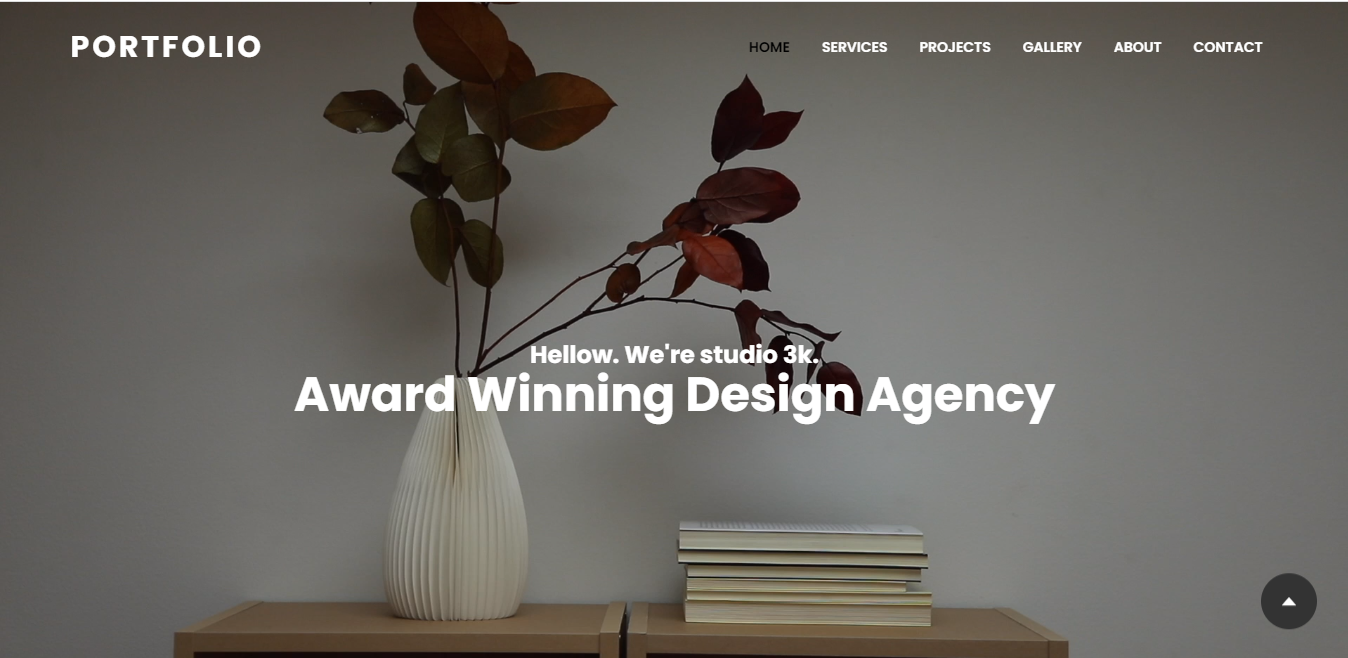 PORTFOLIO
HOME SERVICES PROJECTS GALLERY ABOUT CONTACT
Hellow. We're studio 3k.
Award Winning Design Agency